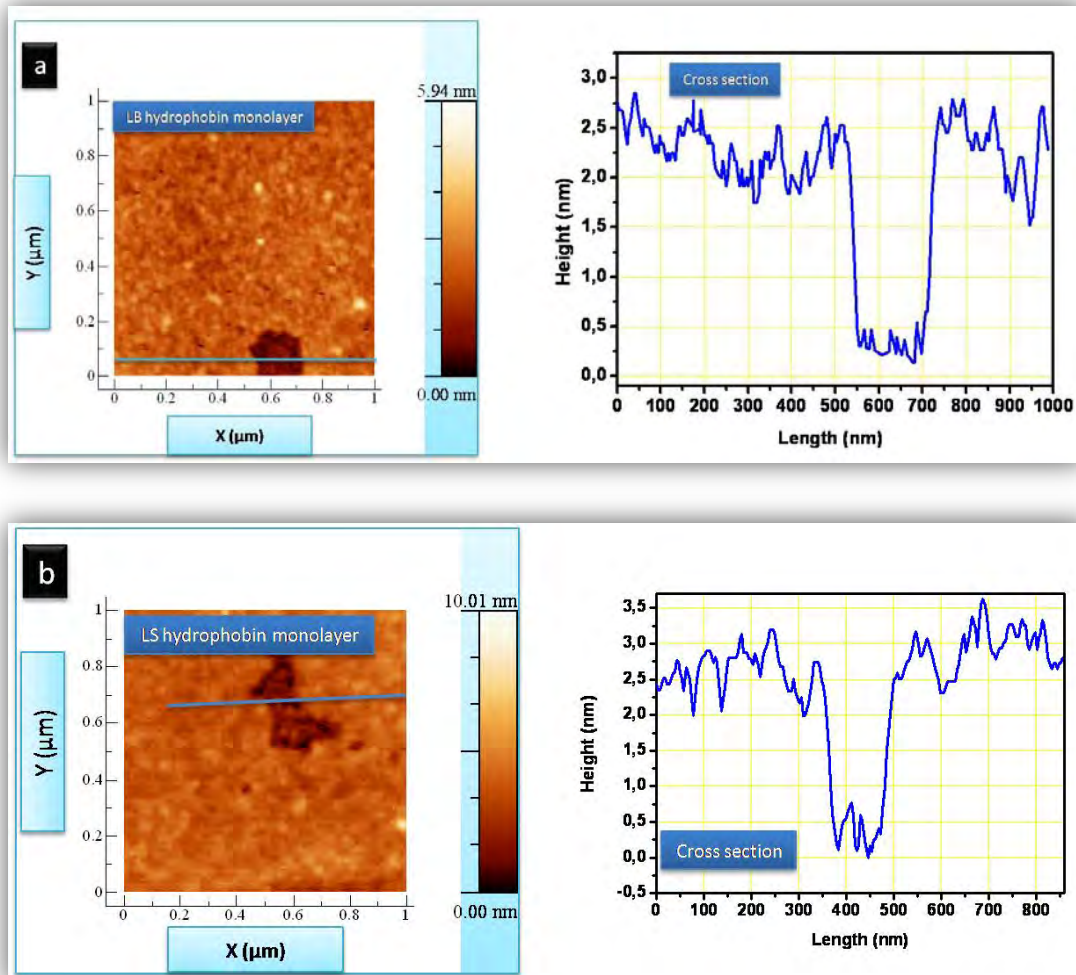 a
LB hydrophobin monolayer
5.94 nm
0.00 nm
1
0.8
0.6
0.4
0.2
0
0 0.2 0.4 0.6 0.8 1
Y (µm)
X (µm)
Cross section
3,0
2,5
2,0
1,5
1,0
0,5
0,0
Height (nm)
0 100 200 300 400 500 600 700 800 900 1000
Length (nm)
b
LS hydrophobin monolayer
10.01 nm
0.00 nm
1
0.8
0.6
0.4
0.2
0
0 0.2 0.4 0.6 0.8 1
Y (µm)
X (µm)
3,5
3,0
2,5
2,0
1,5
1,0
0,5
0,0
-0,5
Height (nm)
Cross section
0 100 200 300 400 500 600 700 800
Length (nm)